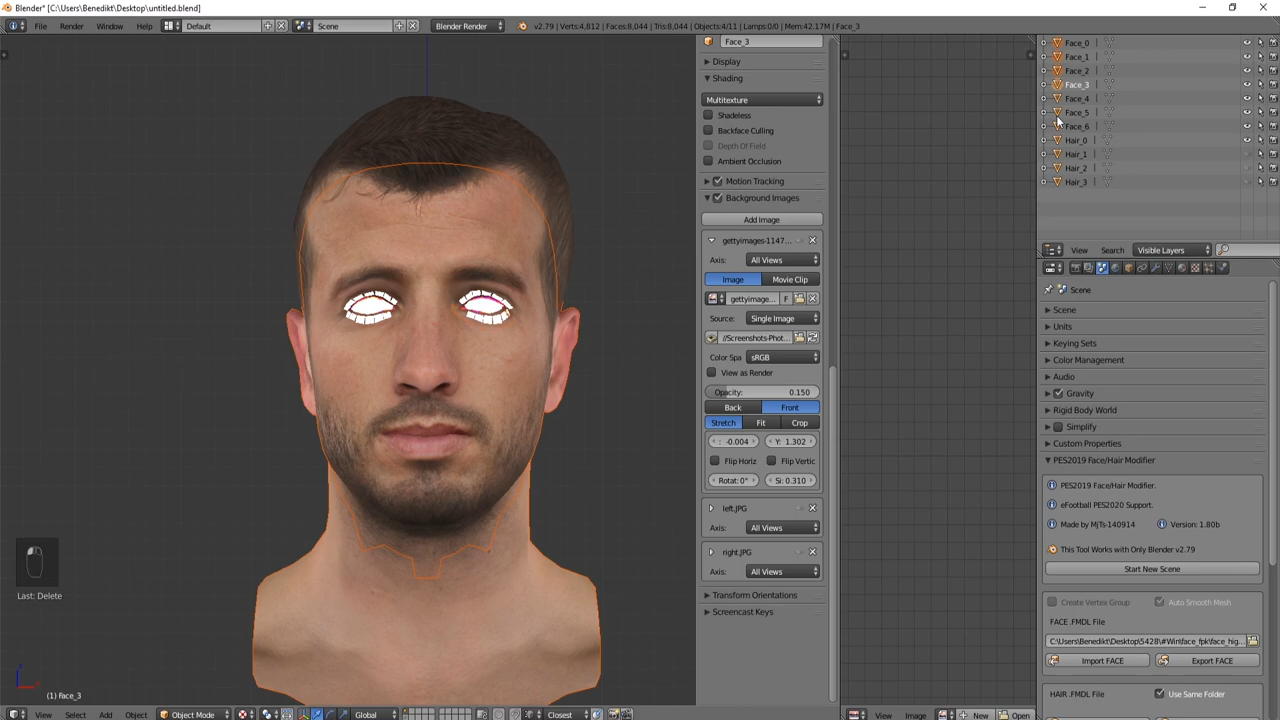 Blender* [C:\Users\Benedikt\Desktop\untitled.blend]
File Render Window Help Default Scene Blender Render v2.79 | Verts:4,812 | Faces:8,044 | Tris:8,044 | Objects:4/11 | Lamps:0/0 | Mem:42.17M | Face_3
Face_3
Display
Shading
Multitexture
Shadeless
Backface Culling
Depth Of Field
Ambient Occlusion
Motion Tracking
Background Images
Add Image
gettyimages-1147...
Axis: All Views
Image Movie Clip
gettyimage... F
Source: Single Image
//Screenshots-Phot...
Color Spa sRGB
View as Render
Opacity: 0.150
Back Front
Stretch Fit Crop
: -0.004 Y: 1.302
Flip Horiz Flip Vertic
Rotat: 0° Si: 0.310
left.JPG
Axis: All Views
right.JPG
Axis: All Views
Transform Orientations
Screencast Keys
Face_0
Face_1
Face_2
Face_3
Face_4
Face_5
Face_6
Hair_0
Hair_1
Hair_2
Hair_3
View Search Visible Layers
Scene
Scene
Units
Keying Sets
Color Management
Audio
Gravity
Rigid Body World
Simplify
Custom Properties
PES2019 Face/Hair Modifier
PES2019 Face/Hair Modifier.
eFootball PES2020 Support.
Made by MjTs-140914 Version: 1.80b
This Tool Works with Only Blender v2.79
Start New Scene
Create Vertex Group Auto Smooth Mesh
FACE .FMDL File
C:\Users\Benedikt\Desktop\5428\#Win\face_fpk\face_hig...
Import FACE Export FACE
HAIR .FMDL File Use Same Folder
Last: Delete
(1) Face_3
View Select Add Object Object Mode Global Closest
View Image New Open